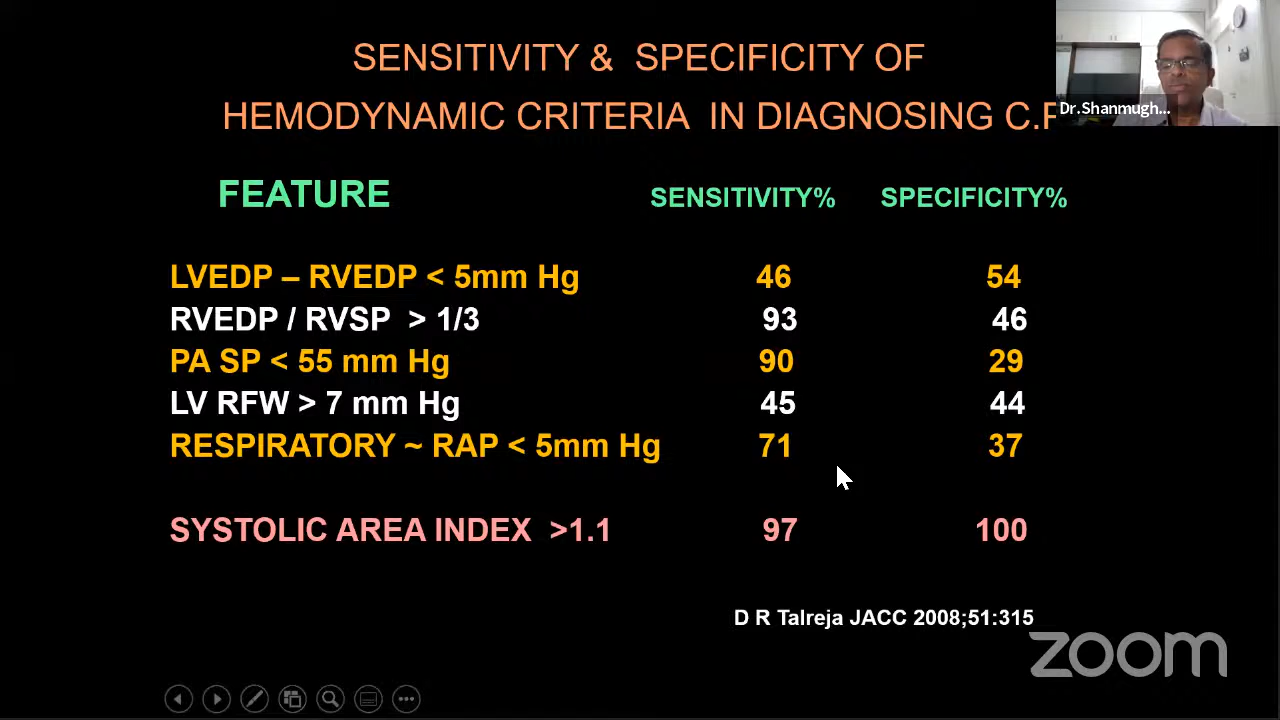 SENSITIVITY & SPECIFICITY OF
HEMODYNAMIC CRITERIA IN DIAGNOSING C.P
Dr.Shanmugh...
FEATURE SENSITIVITY% SPECIFICITY%
LVEDP – RVEDP < 5mm Hg 46 54
RVEDP / RVSP > 1/3 93 46
PA SP < 55 mm Hg 90 29
LV RFW > 7 mm Hg 45 44
RESPIRATORY ~ RAP < 5mm Hg 71 37
SYSTOLIC AREA INDEX >1.1 97 100
D R Talreja JACC 2008;51:315
zoom